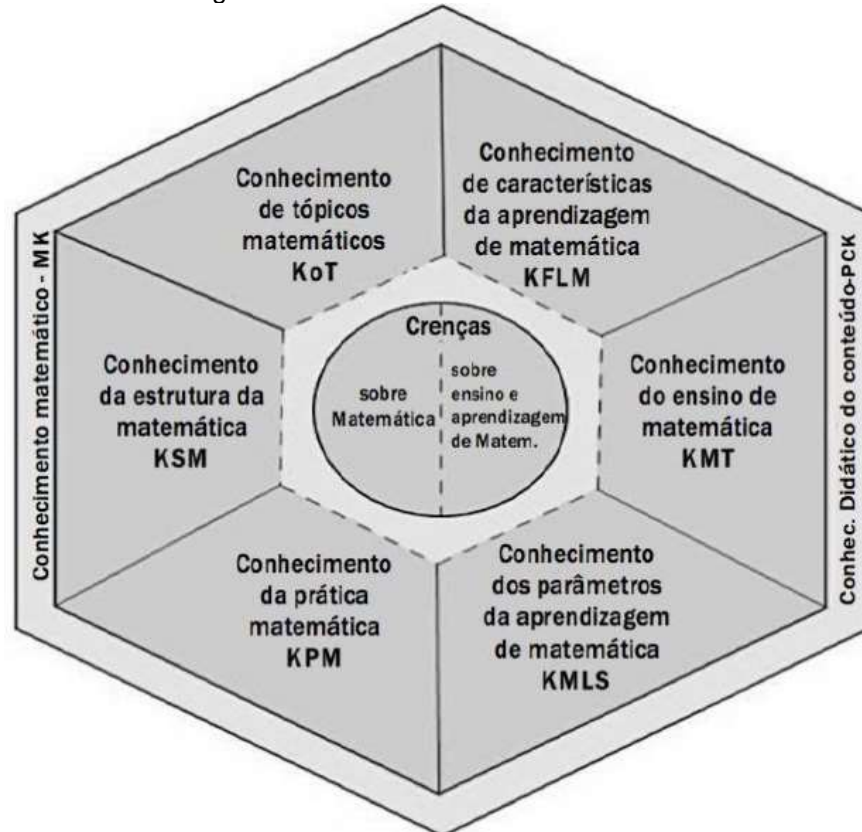 Conhecimento
de tópicos
matemáticos
KoT
Conhecimento
de características
da aprendizagem
de matemática
KFLM
Conhecimento matemático - MK
Conhecimento
da estrutura da
matemática
KSM
Crenças
sobre
Matemática
sobre
ensino e
aprendizagem
de Matem.
Conhecimento
do ensino de
matemática
KMT
Conhec. Didático do conteúdo-PCK
Conhecimento
da prática
matemática
KPM
Conhecimento
dos parâmetros
da aprendizagem
de matemática
KMLS